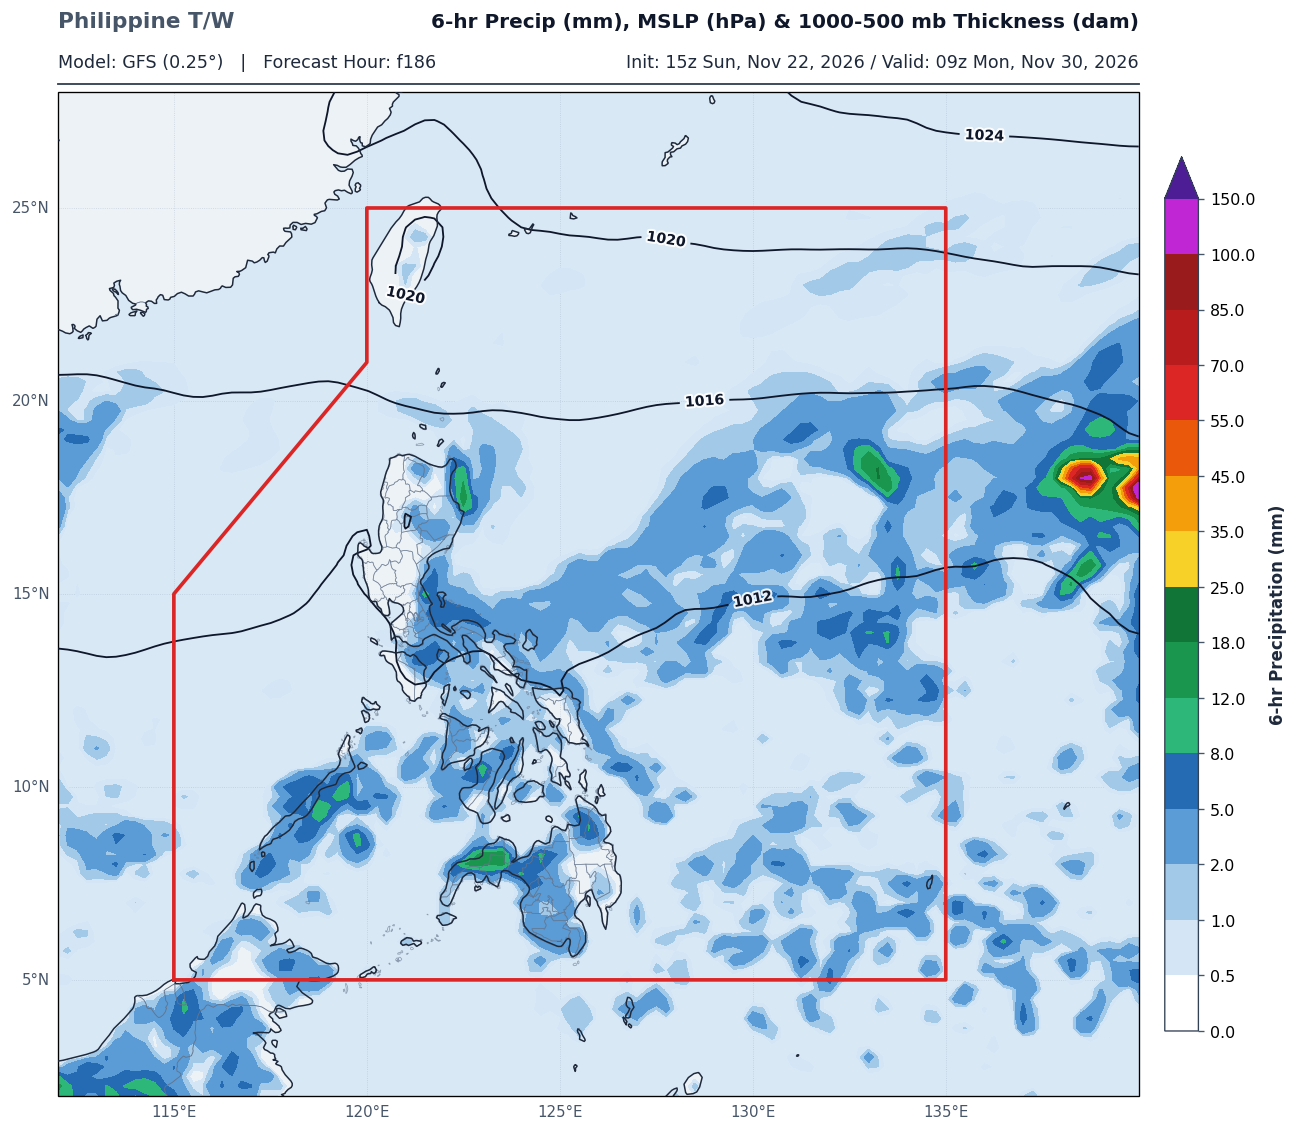 Philippine T/W
6-hr Precip (mm), MSLP (hPa) & 1000-500 mb Thickness (dam)
Model: GFS (0.25°) | Forecast Hour: f186
Init: 15z Sun, Nov 22, 2026 / Valid: 09z Mon, Nov 30, 2026
1024
1020
1020
1016
1012
25°N
20°N
15°N
10°N
5°N
115°E
120°E
125°E
130°E
135°E
150.0
100.0
85.0
70.0
55.0
45.0
35.0
25.0
18.0
12.0
8.0
5.0
2.0
1.0
0.5
0.0
6-hr Precipitation (mm)